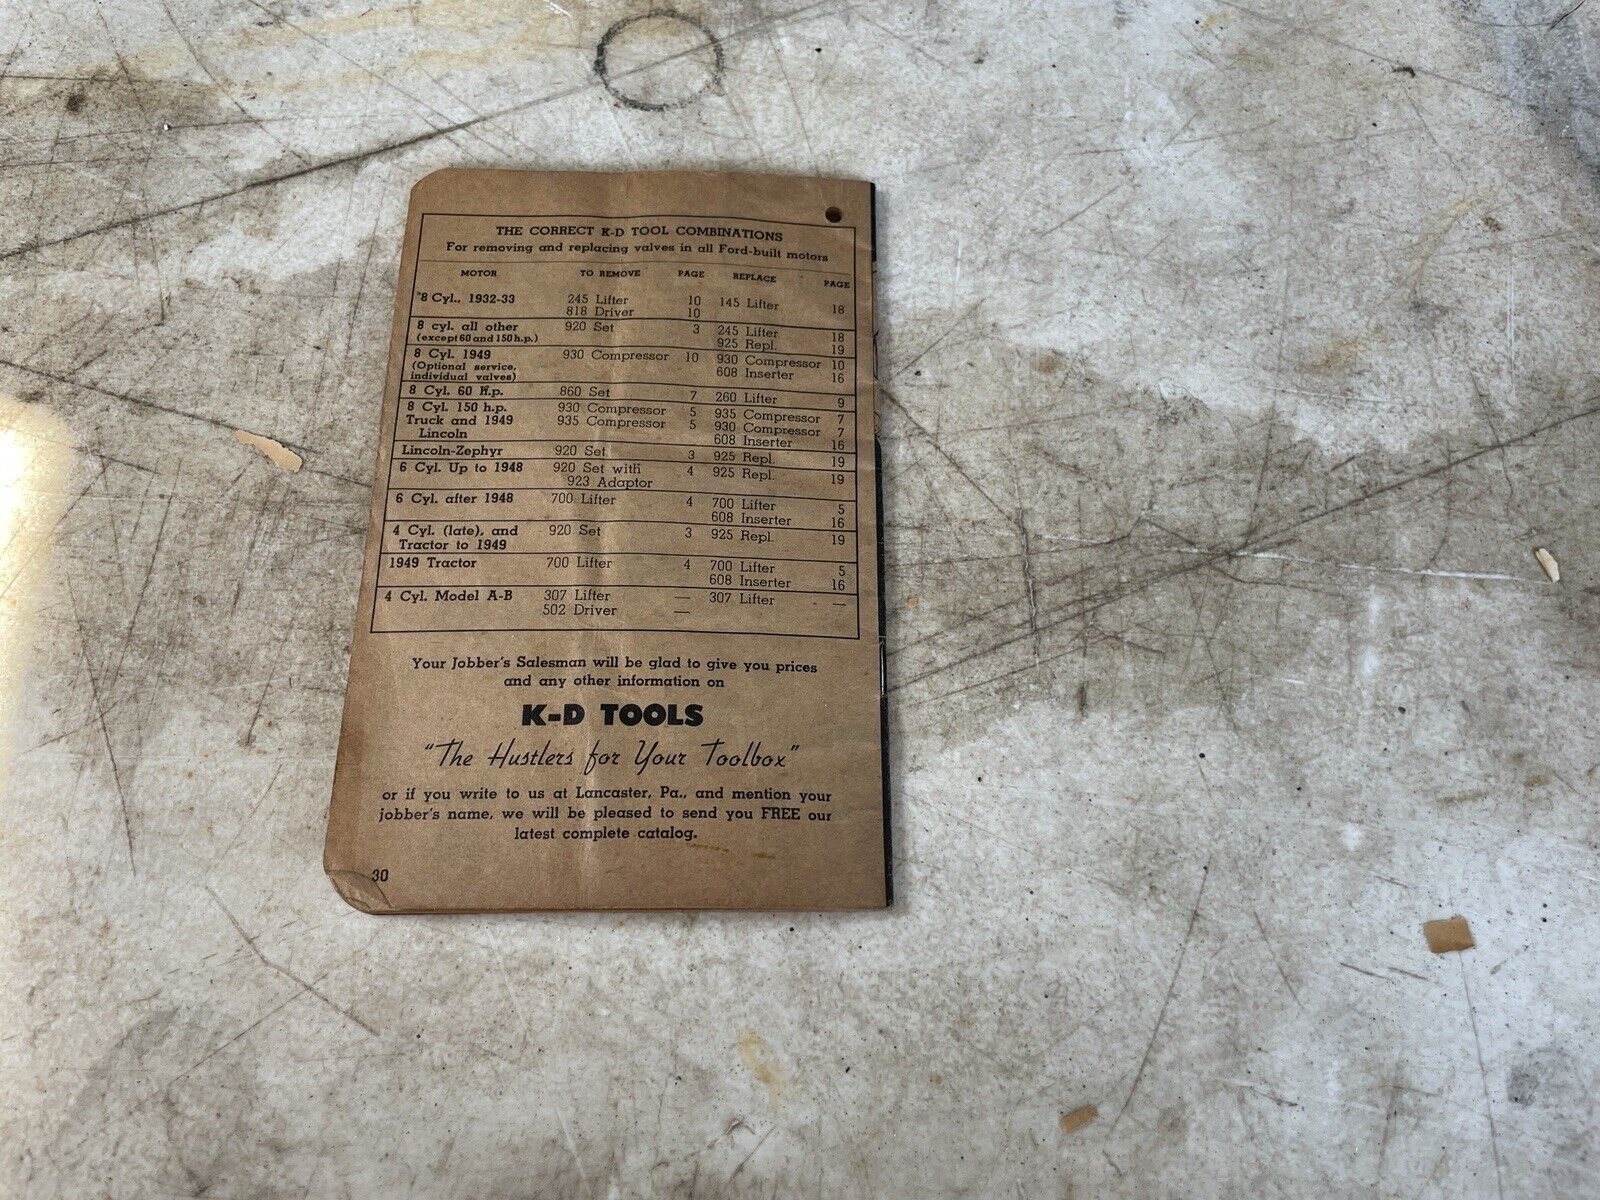 THE CORRECT K-D TOOL COMBINATIONS
For removing and replacing valves in all Ford-built motors
MOTOR TO REMOVE PAGE REPLACE PAGE
8 Cyl., 1932-33 245 Lifter 10 145 Lifter 18
818 Driver 10
8 cyl. all other 920 Set 3 245 Lifter 18
(except 60 and 150 h.p.) 925 Repl. 19
8 Cyl. 1949 930 Compressor 10 930 Compressor 10
(Optional service, 608 Inserter 16
individual valves)
8 Cyl. 60 H.p. 860 Set 7 260 Lifter 9
8 Cyl. 150 h.p. 930 Compressor 5 935 Compressor 7
Truck and 1949 935 Compressor 5 930 Compressor 7
Lincoln 608 Inserter 16
Lincoln-Zephyr 920 Set 3 925 Repl. 19
6 Cyl. Up to 1948 920 Set with 4 925 Repl. 19
923 Adaptor
6 Cyl. after 1948 700 Lifter 4 700 Lifter 5
608 Inserter 16
4 Cyl. (late), and 920 Set 3 925 Repl. 19
Tractor to 1949
1949 Tractor 700 Lifter 4 700 Lifter 5
608 Inserter 16
4 Cyl. Model A-B 307 Lifter — 307 Lifter —
502 Driver —
Your Jobber's Salesman will be glad to give you prices
and any other information on
K-D TOOLS
"The Hustlers for Your Toolbox"
or if you write to us at Lancaster, Pa., and mention your
jobber's name, we will be pleased to send you FREE our
latest complete catalog.
30